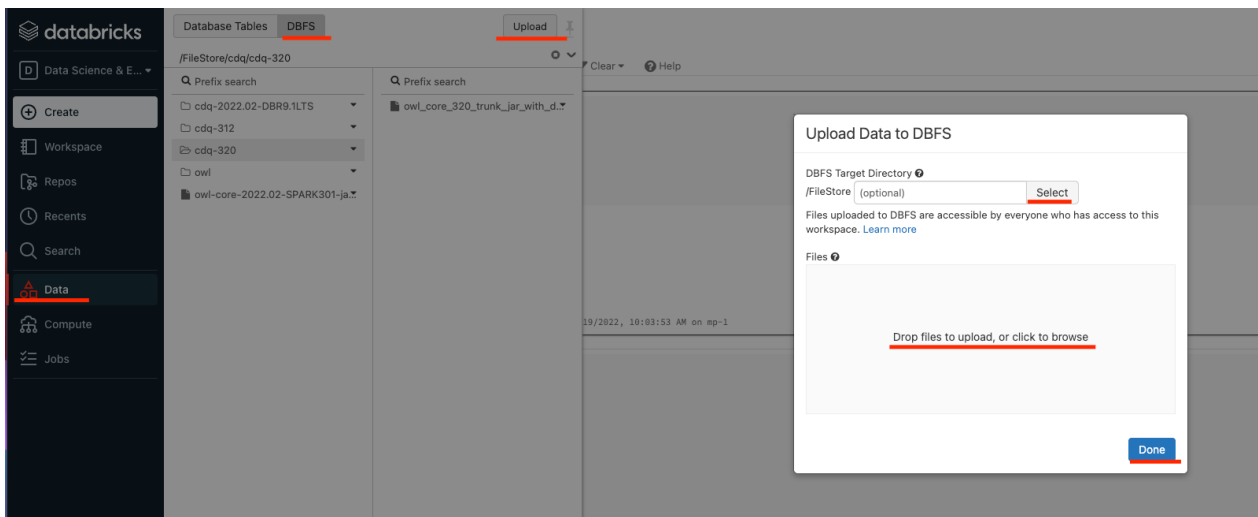 databricks
D Data Science & E...
Create
Workspace
Repos
Recents
Search
Data
Compute
Jobs
Database Tables DBFS Upload
/FileStore/cdq/cdq-320
Prefix search
cdq-2022.02-DBR9.1LTS
cdq-312
cdq-320
owl
owl-core-2022.02-SPARK301-ja...
Prefix search
owl_core_320_trunk_jar_with_d...
Clear Help
19/2022, 10:03:53 AM on mp-1
Upload Data to DBFS
DBFS Target Directory
/FileStore (optional) Select
Files uploaded to DBFS are accessible by everyone who has access to this
workspace. Learn more
Files
Drop files to upload, or click to browse
Done